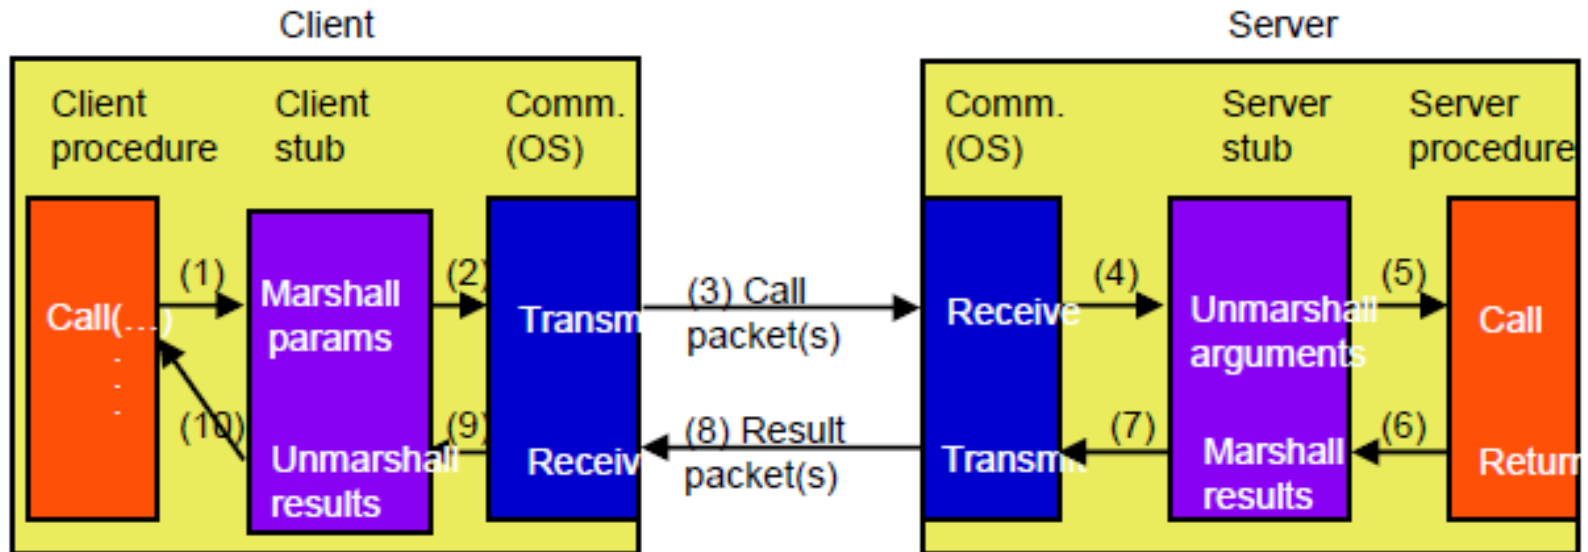 Client
Server
Client
procedure
Client
stub
Comm.
(OS)
Comm.
(OS)
Server
stub
Server
procedure
Call(...)
.
.
.
(1)
Marshall
params
(2)
Transm
(3) Call
packet(s)
Receive
(4)
Unmarshall
arguments
(5)
Call
(10)
Unmarshall
results
(9)
Receiv
(8) Result
packet(s)
Transmit
(7)
Marshall
results
(6)
Return